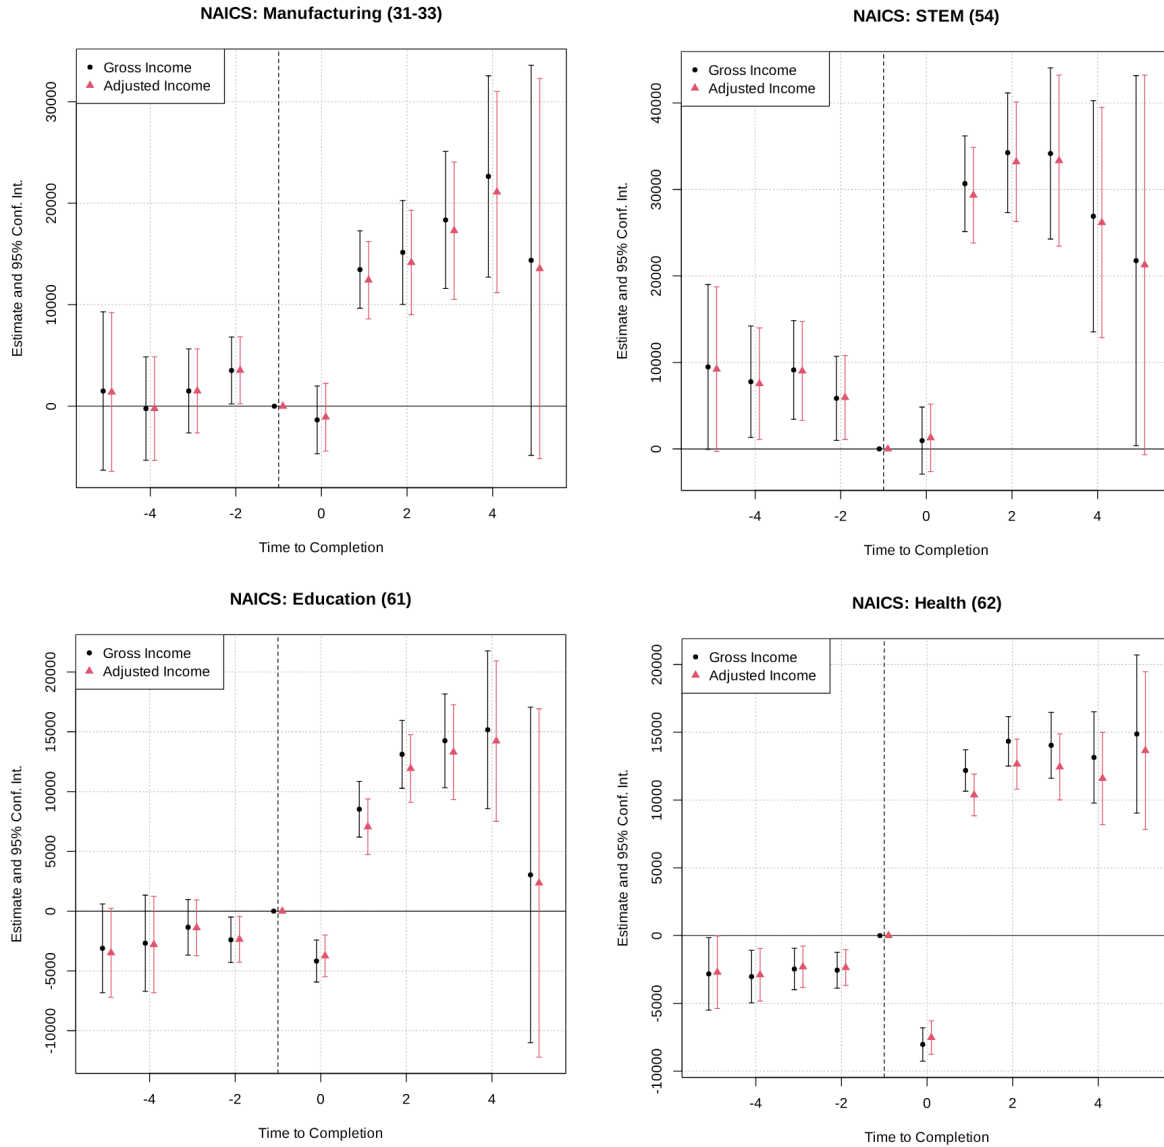 NAICS: Manufacturing (31-33)
Gross Income
Adjusted Income
Estimate and 95% Conf. Int.
30000
20000
10000
0
-4
-2
0
2
4
Time to Completion
NAICS: STEM (54)
Gross Income
Adjusted Income
Estimate and 95% Conf. Int.
40000
30000
20000
10000
0
-4
-2
0
2
4
Time to Completion
NAICS: Education (61)
Gross Income
Adjusted Income
Estimate and 95% Conf. Int.
20000
15000
10000
5000
0
-5000
-10000
-4
-2
0
2
4
Time to Completion
NAICS: Health (62)
Gross Income
Adjusted Income
Estimate and 95% Conf. Int.
20000
15000
10000
5000
0
-5000
-10000
-4
-2
0
2
4
Time to Completion